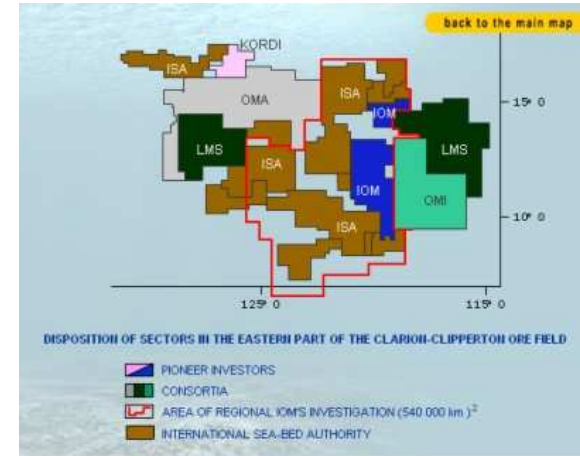 back to the main map
KORDI
ISA
OMA
ISA
15° 0
IOM
LMS
ISA
LMS
IOM
OMI
ISA
10° 0
129° 0
119° 0
DISPOSITION OF SECTORS IN THE EASTERN PART OF THE CLARION-CLIPPERTON ORE FIELD
PIONEER INVESTORS
CONSORTIA
AREA OF REGIONAL IOM'S INVESTIGATION (540 000 km )²
INTERNATIONAL SEA-BED AUTHORITY